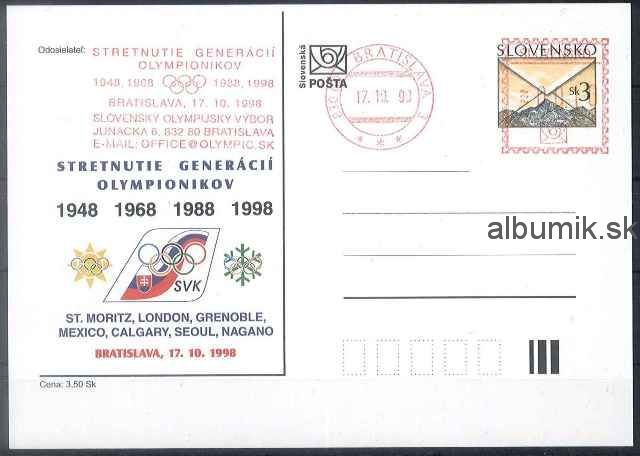 Odosielateľ:
STRETNUTIE GENERÁCIÍ
OLYMPIONIKOV
1948, 1968 1988, 1998
BRATISLAVA, 17. 10. 1998
SLOVENSKÝ OLYMPIJSKÝ VÝBOR
JUNÁCKA 6, 832 80 BRATISLAVA
E-MAIL: OFFICE@OLYMPIC.SK
STRETNUTIE GENERÁCIÍ
OLYMPIONIKOV
1948 1968 1988 1998
SVK
ST. MORITZ, LONDON, GRENOBLE,
MEXICO, CALGARY, SEOUL, NAGANO
BRATISLAVA, 17. 10. 1998
Cena: 3,50 Sk
Slovenská
POŠTA
BRATISLAVA
17.10.98
SLOVENSKO
Sk 3
albumik.sk